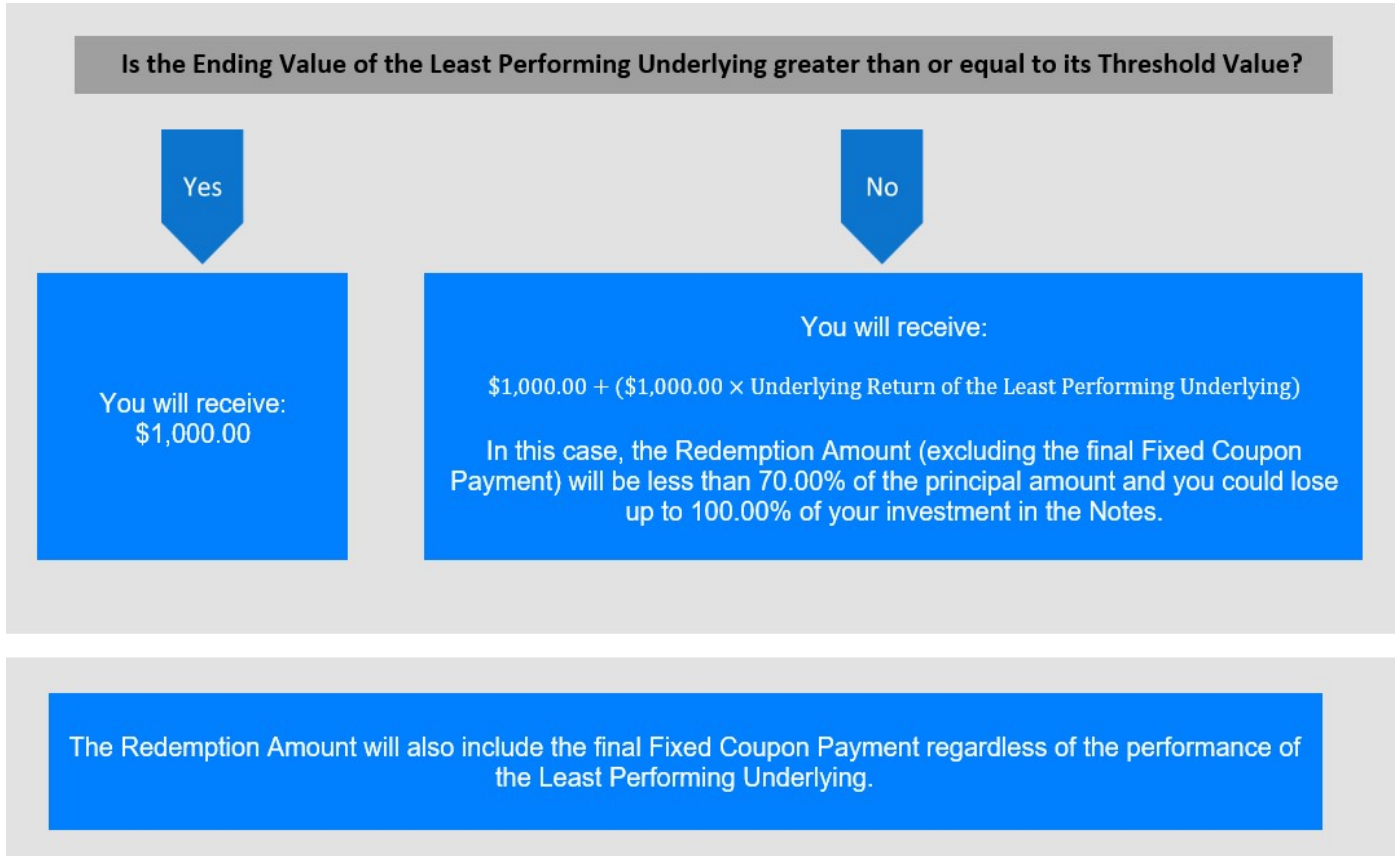 Is the Ending Value of the Least Performing Underlying greater than or equal to its Threshold Value?
Yes
No
You will receive:
$1,000.00
You will receive:
$1,000.00 + ($1,000.00 × Underlying Return of the Least Performing Underlying)
In this case, the Redemption Amount (excluding the final Fixed Coupon
Payment) will be less than 70.00% of the principal amount and you could lose
up to 100.00% of your investment in the Notes.
The Redemption Amount will also include the final Fixed Coupon Payment regardless of the performance of
the Least Performing Underlying.